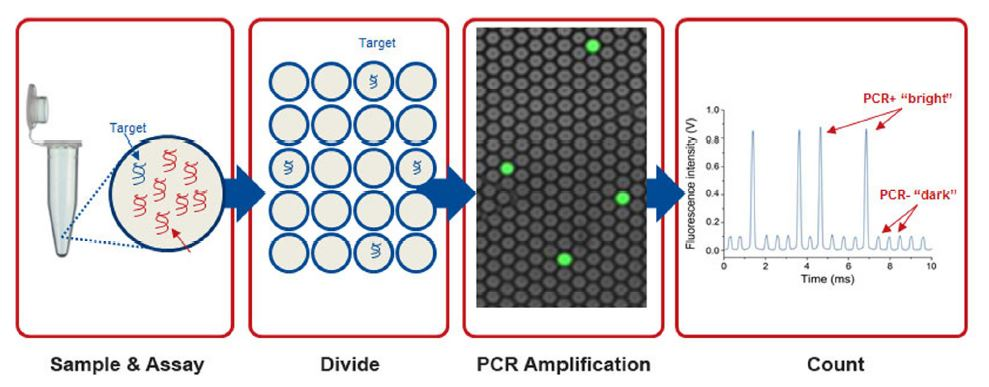 Target
Target
PCR+ “bright”
PCR- “dark”
Fluorescence intensity (V)
1.0
0.8
0.6
0.4
0.2
0.0
0
2
4
6
8
10
Time (ms)
Sample & Assay
Divide
PCR Amplification
Count